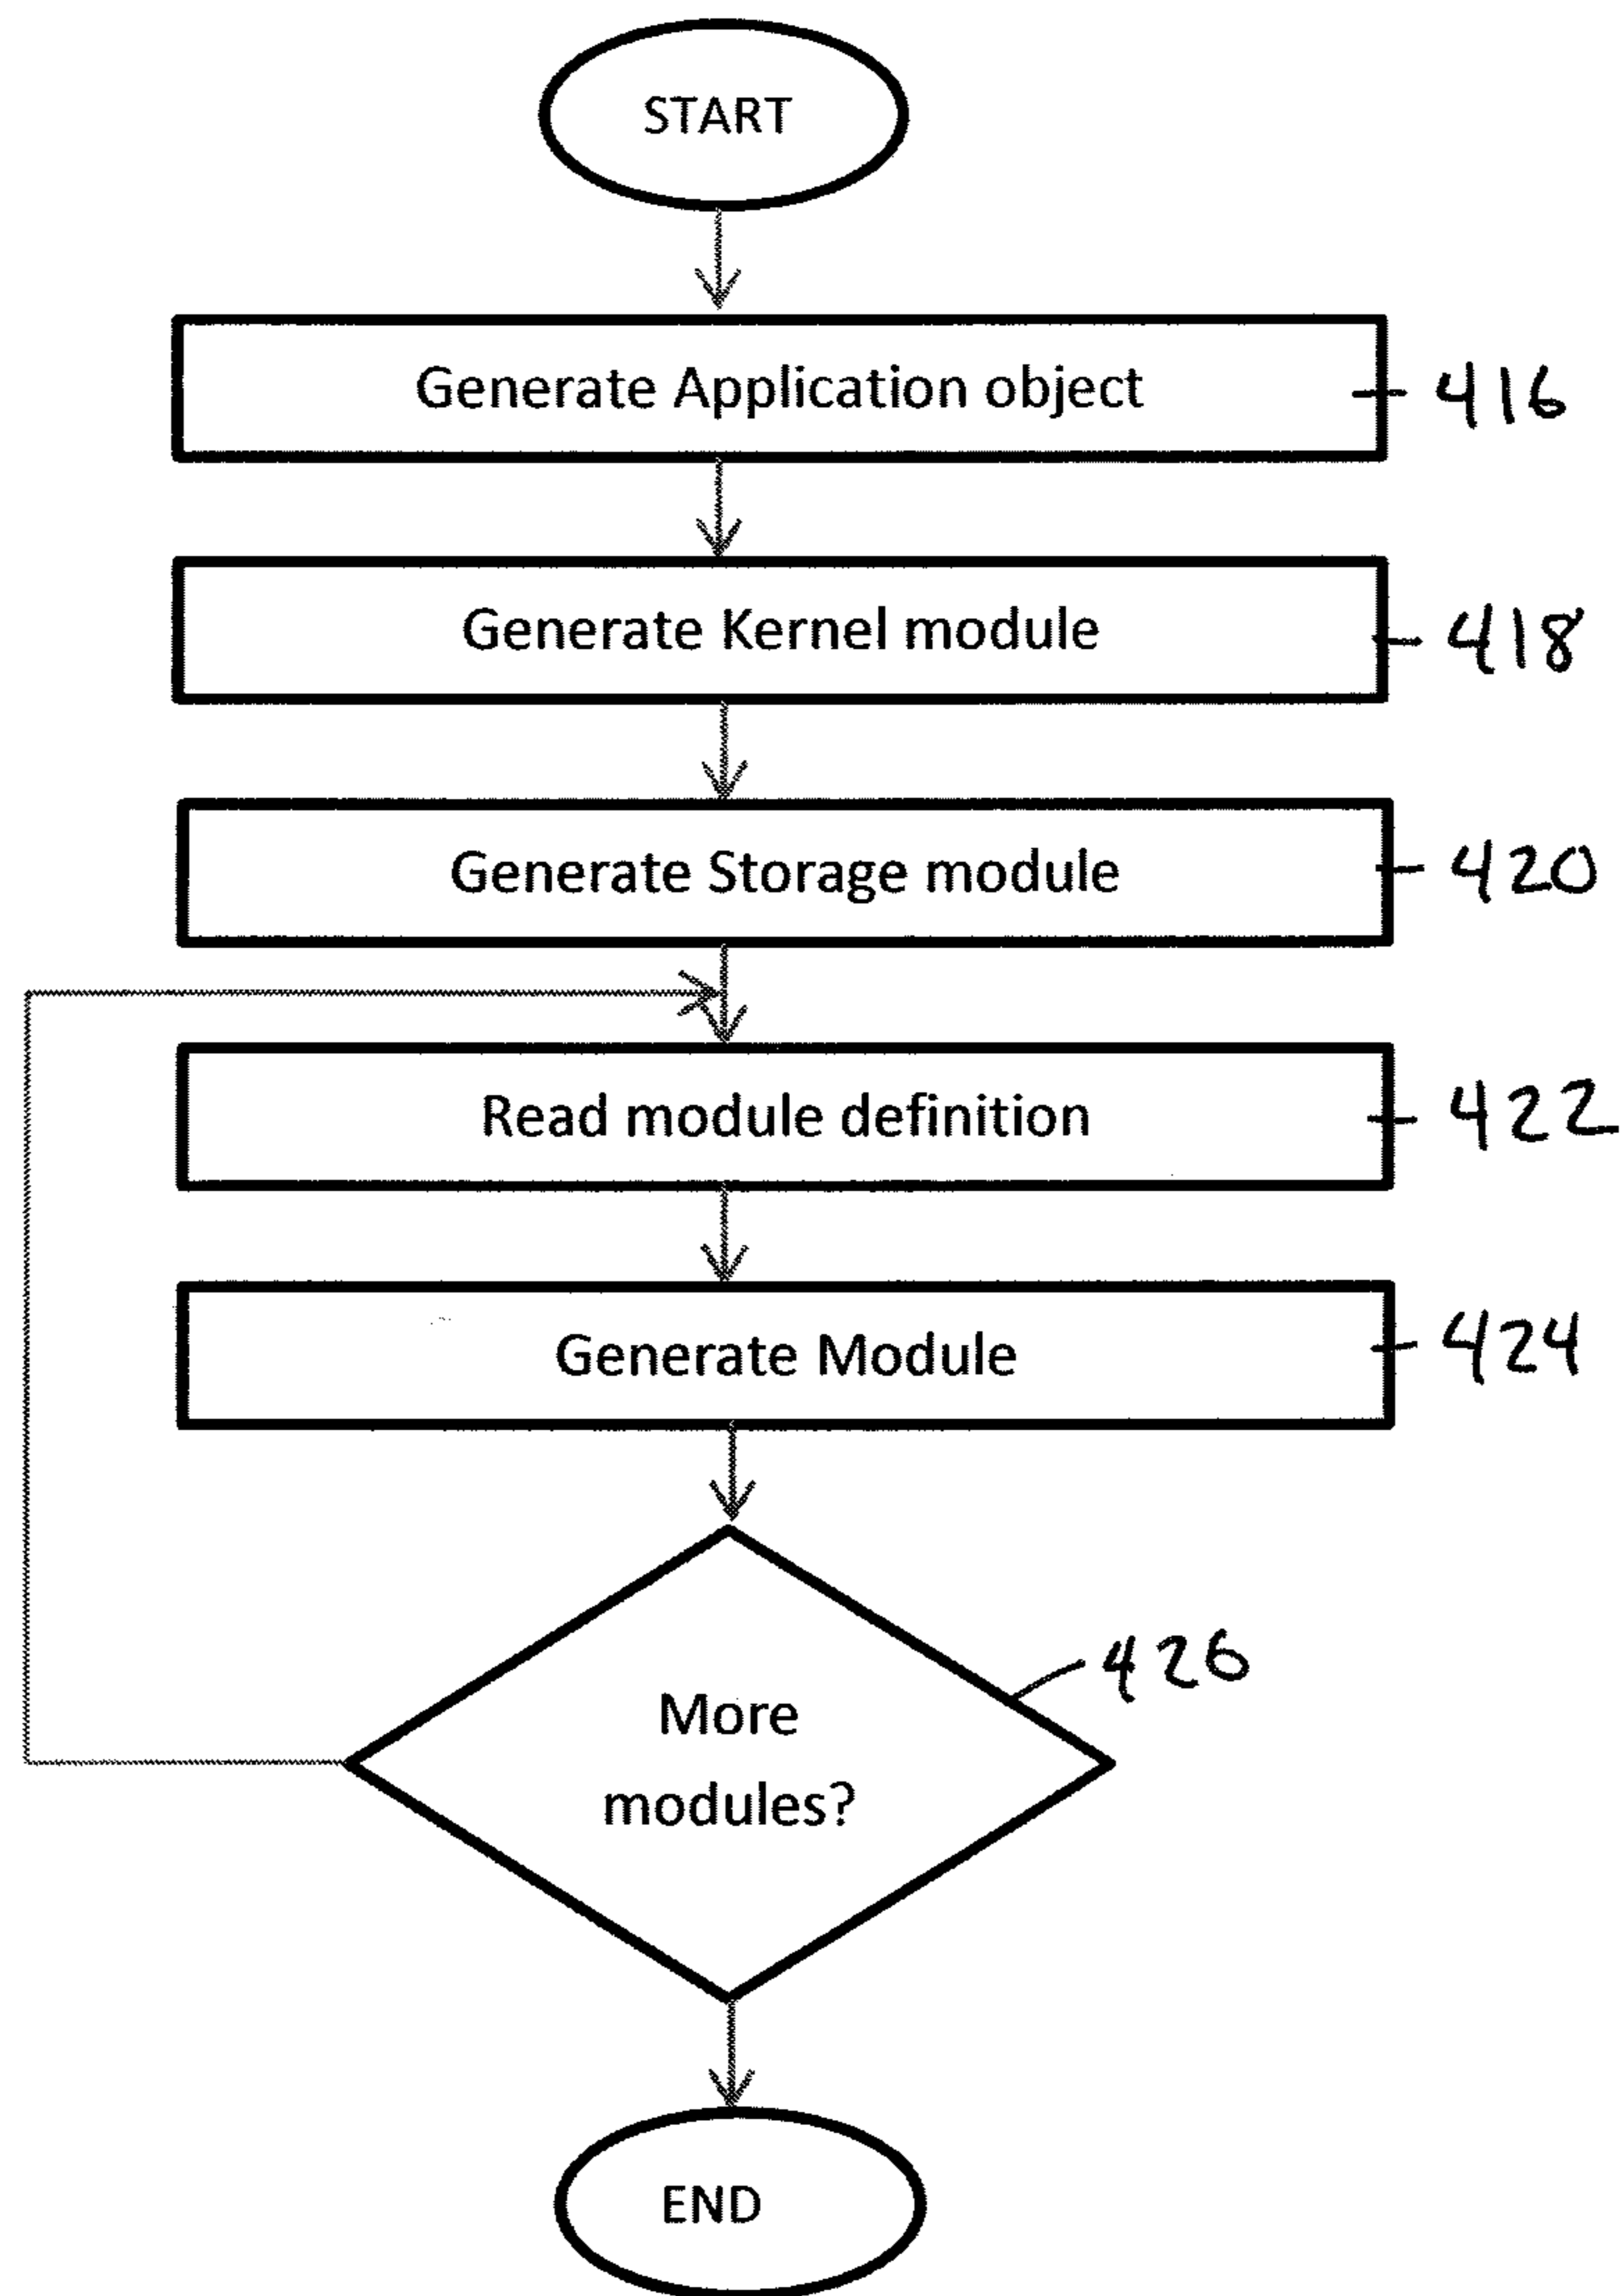 START
Generate Application object 416
Generate Kernel module 418
Generate Storage module 420
Read module definition 422
Generate Module 424
426
More
modules?
END